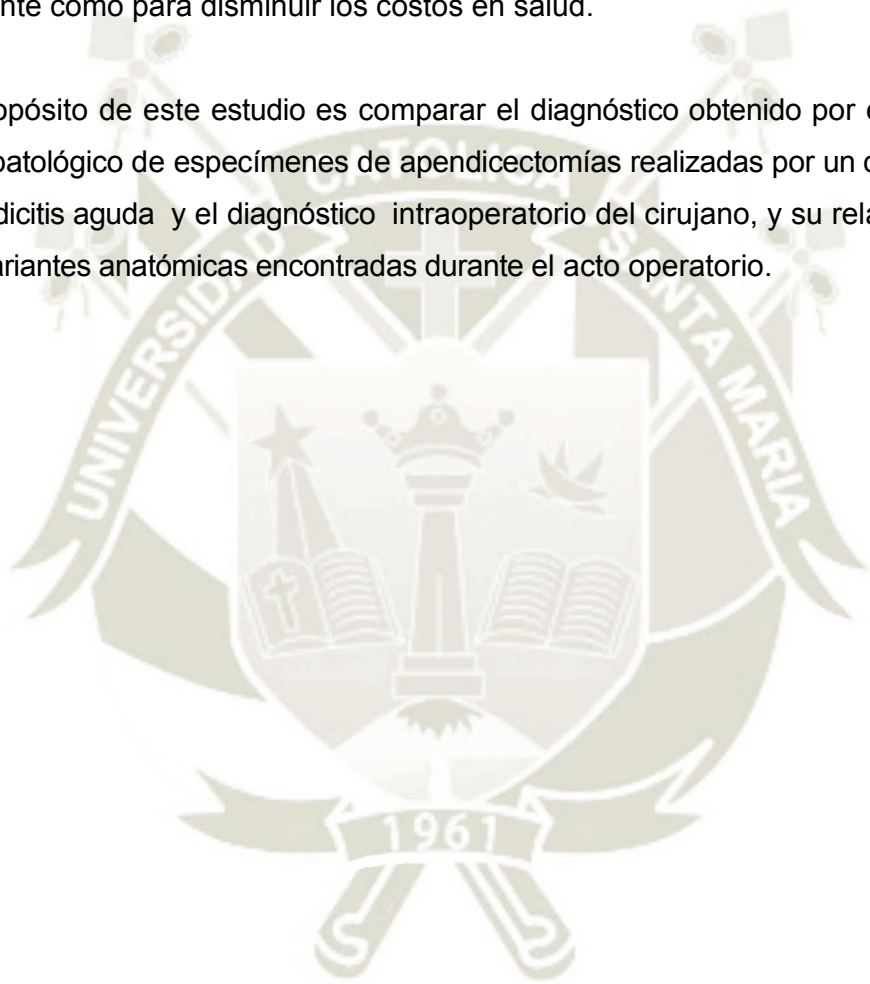 nte como para disminuir los costos en salud.
opósito de este estudio es comparar el diagnóstico obtenido por
patológico de especímenes de apendicectomías realizadas por un
dicitis aguda y el diagnóstico intraoperatorio del cirujano, y su rela
ariantes anatómicas encontradas durante el acto operatorio.
UNIVERSIDAD CATOLICA SANTA MARIA
1961